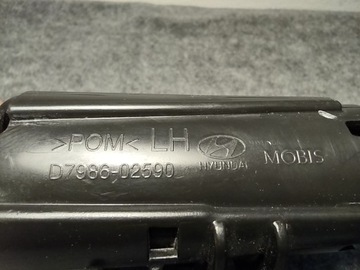 >POM< LH HYUNDAI MOBIS
D7986-02590